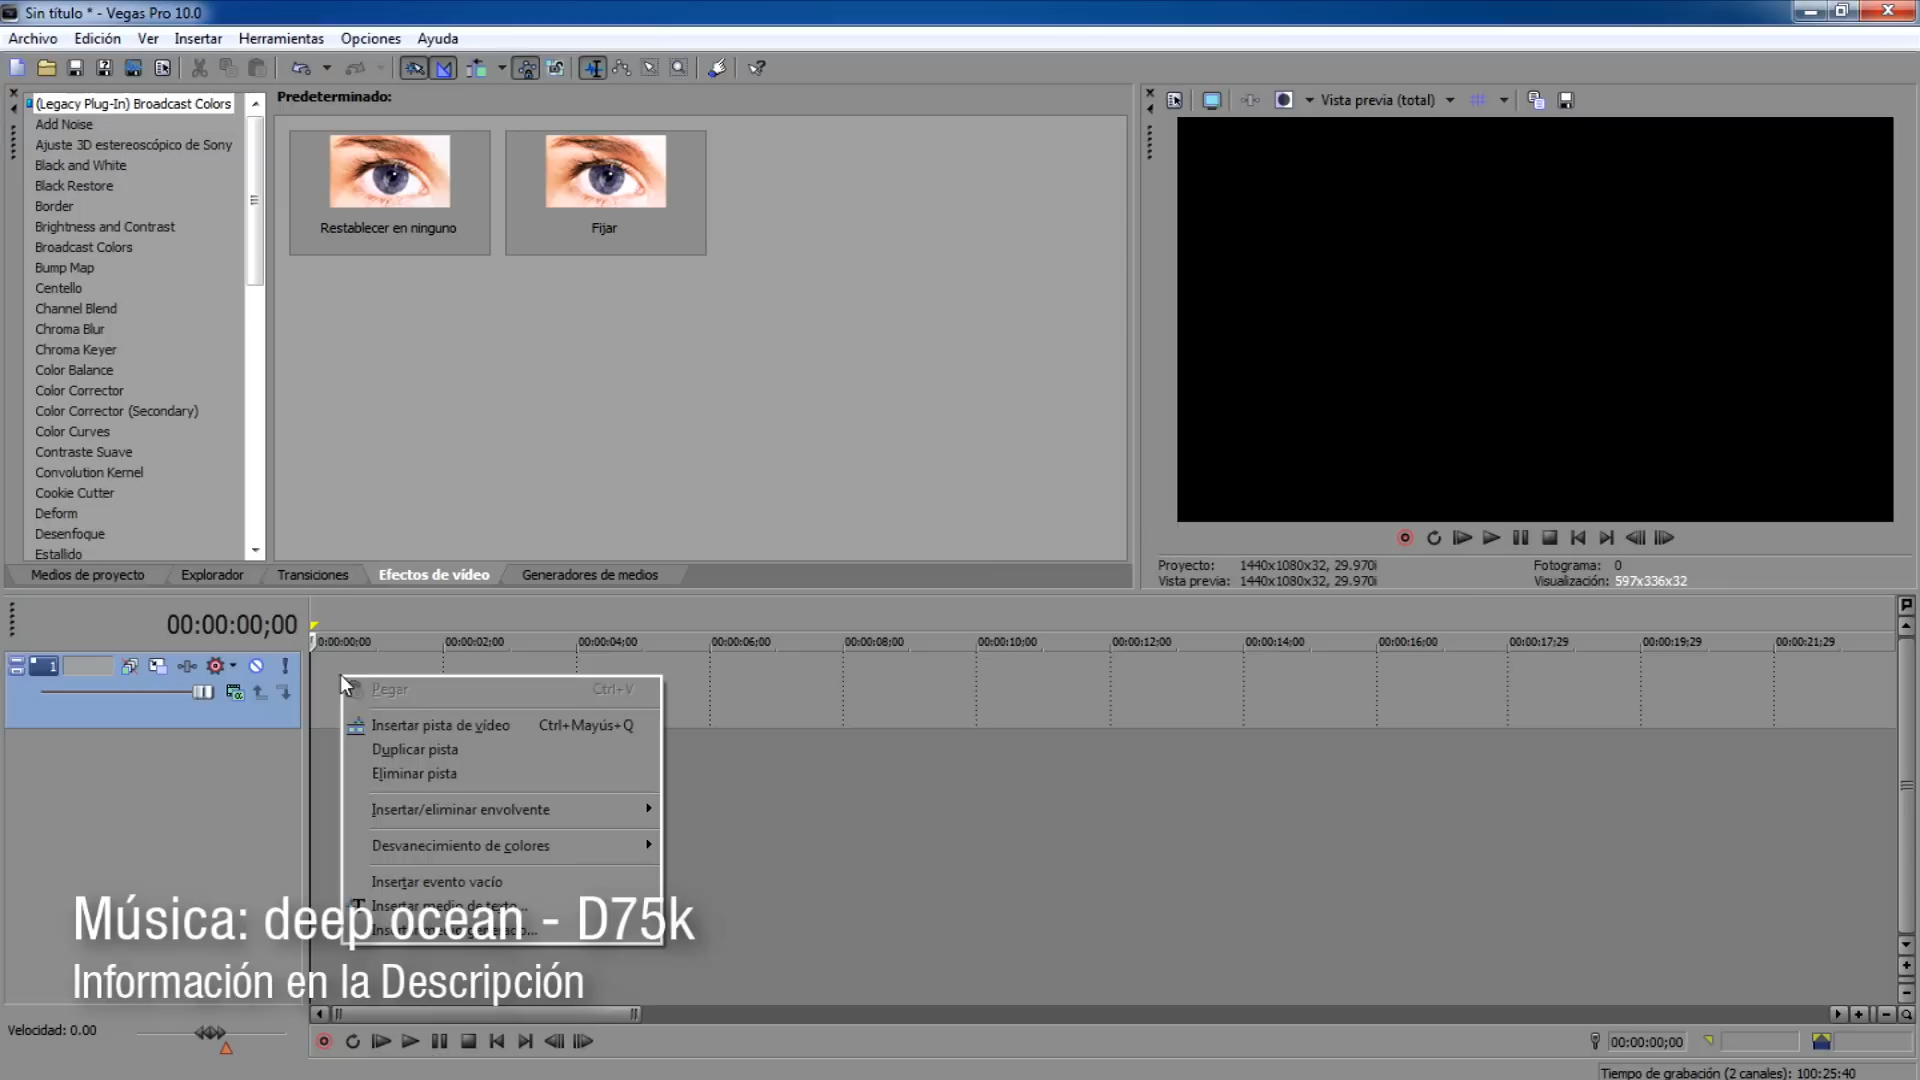 Sin título * - Vegas Pro 10.0
Archivo Edición Ver Insertar Herramientas Opciones Ayuda
(Legacy Plug-In) Broadcast Colors
Add Noise
Ajuste 3D estereoscópico de Sony
Black and White
Black Restore
Border
Brightness and Contrast
Broadcast Colors
Bump Map
Centello
Channel Blend
Chroma Blur
Chroma Keyer
Color Balance
Color Corrector
Color Corrector (Secondary)
Color Curves
Contraste Suave
Convolution Kernel
Cookie Cutter
Deform
Desenfoque
Estallido
Predeterminado:
Restablecer en ninguno
Fijar
Vista previa (total)
Medios de proyecto Explorador Transiciones Efectos de vídeo Generadores de medios
Proyecto: 1440x1080x32, 29.970i
Vista previa: 1440x1080x32, 29.970i
Fotograma: 0
Visualización: 597x336x32
00:00:00;00
0:00:00:00 00:00:02;00 00:00:04;00 00:00:06;00 00:00:08;00 00:00:10;00 00:00:12;00 00:00:14;00 00:00:16;00 00:00:17;29 00:00:19;29 00:00:21;29
1
Pegar Ctrl+V
Insertar pista de vídeo Ctrl+Mayús+Q
Duplicar pista
Eliminar pista
Insertar/eliminar envolvente
Desvanecimiento de colores
Insertar evento vacío
Insertar medio de texto...
Insertar medio generado...
Música: deep ocean - D75k
Información en la Descripción
Velocidad: 0.00
00:00:00;00
Tiempo de grabación (2 canales): 100:25:40